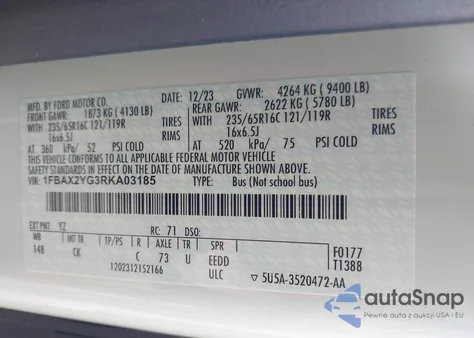 MFD. BY FORD MOTOR CO.
12/23 GVWR: 4264 KG ( 9400 LB)
FRONT GAWR: REAR GAWR:
1873 KG ( 4130 LB) 2622 KG ( 5780 LB)
WITH 235/65R16C 121/119R TIRES WITH 235/65R16C 121/119R TIRES
16x6.5J RIMS 16x6.5J RIMS
AT 360 kPa/ 52 PSI COLD AT 520 kPa/ 75 PSI COLD
THIS VEHICLE CONFORMS TO ALL APPLICABLE FEDERAL MOTOR VEHICLE
SAFETY STANDARDS IN EFFECT ON THE DATE OF MANUFACTURE SHOWN ABOVE.
VIN: 1FBAX2YG3RKA03185 TYPE: Bus (Not school bus)
EXT PNT: YZ RC: 71 DSO:
WB INT TR TP/PS R AXLE TR F0177
148 CK C 73 U EEDD T1388
1202312152166 ULC 5U5A-3520472-AA
autoSnap
Pewne auta z USA i EU